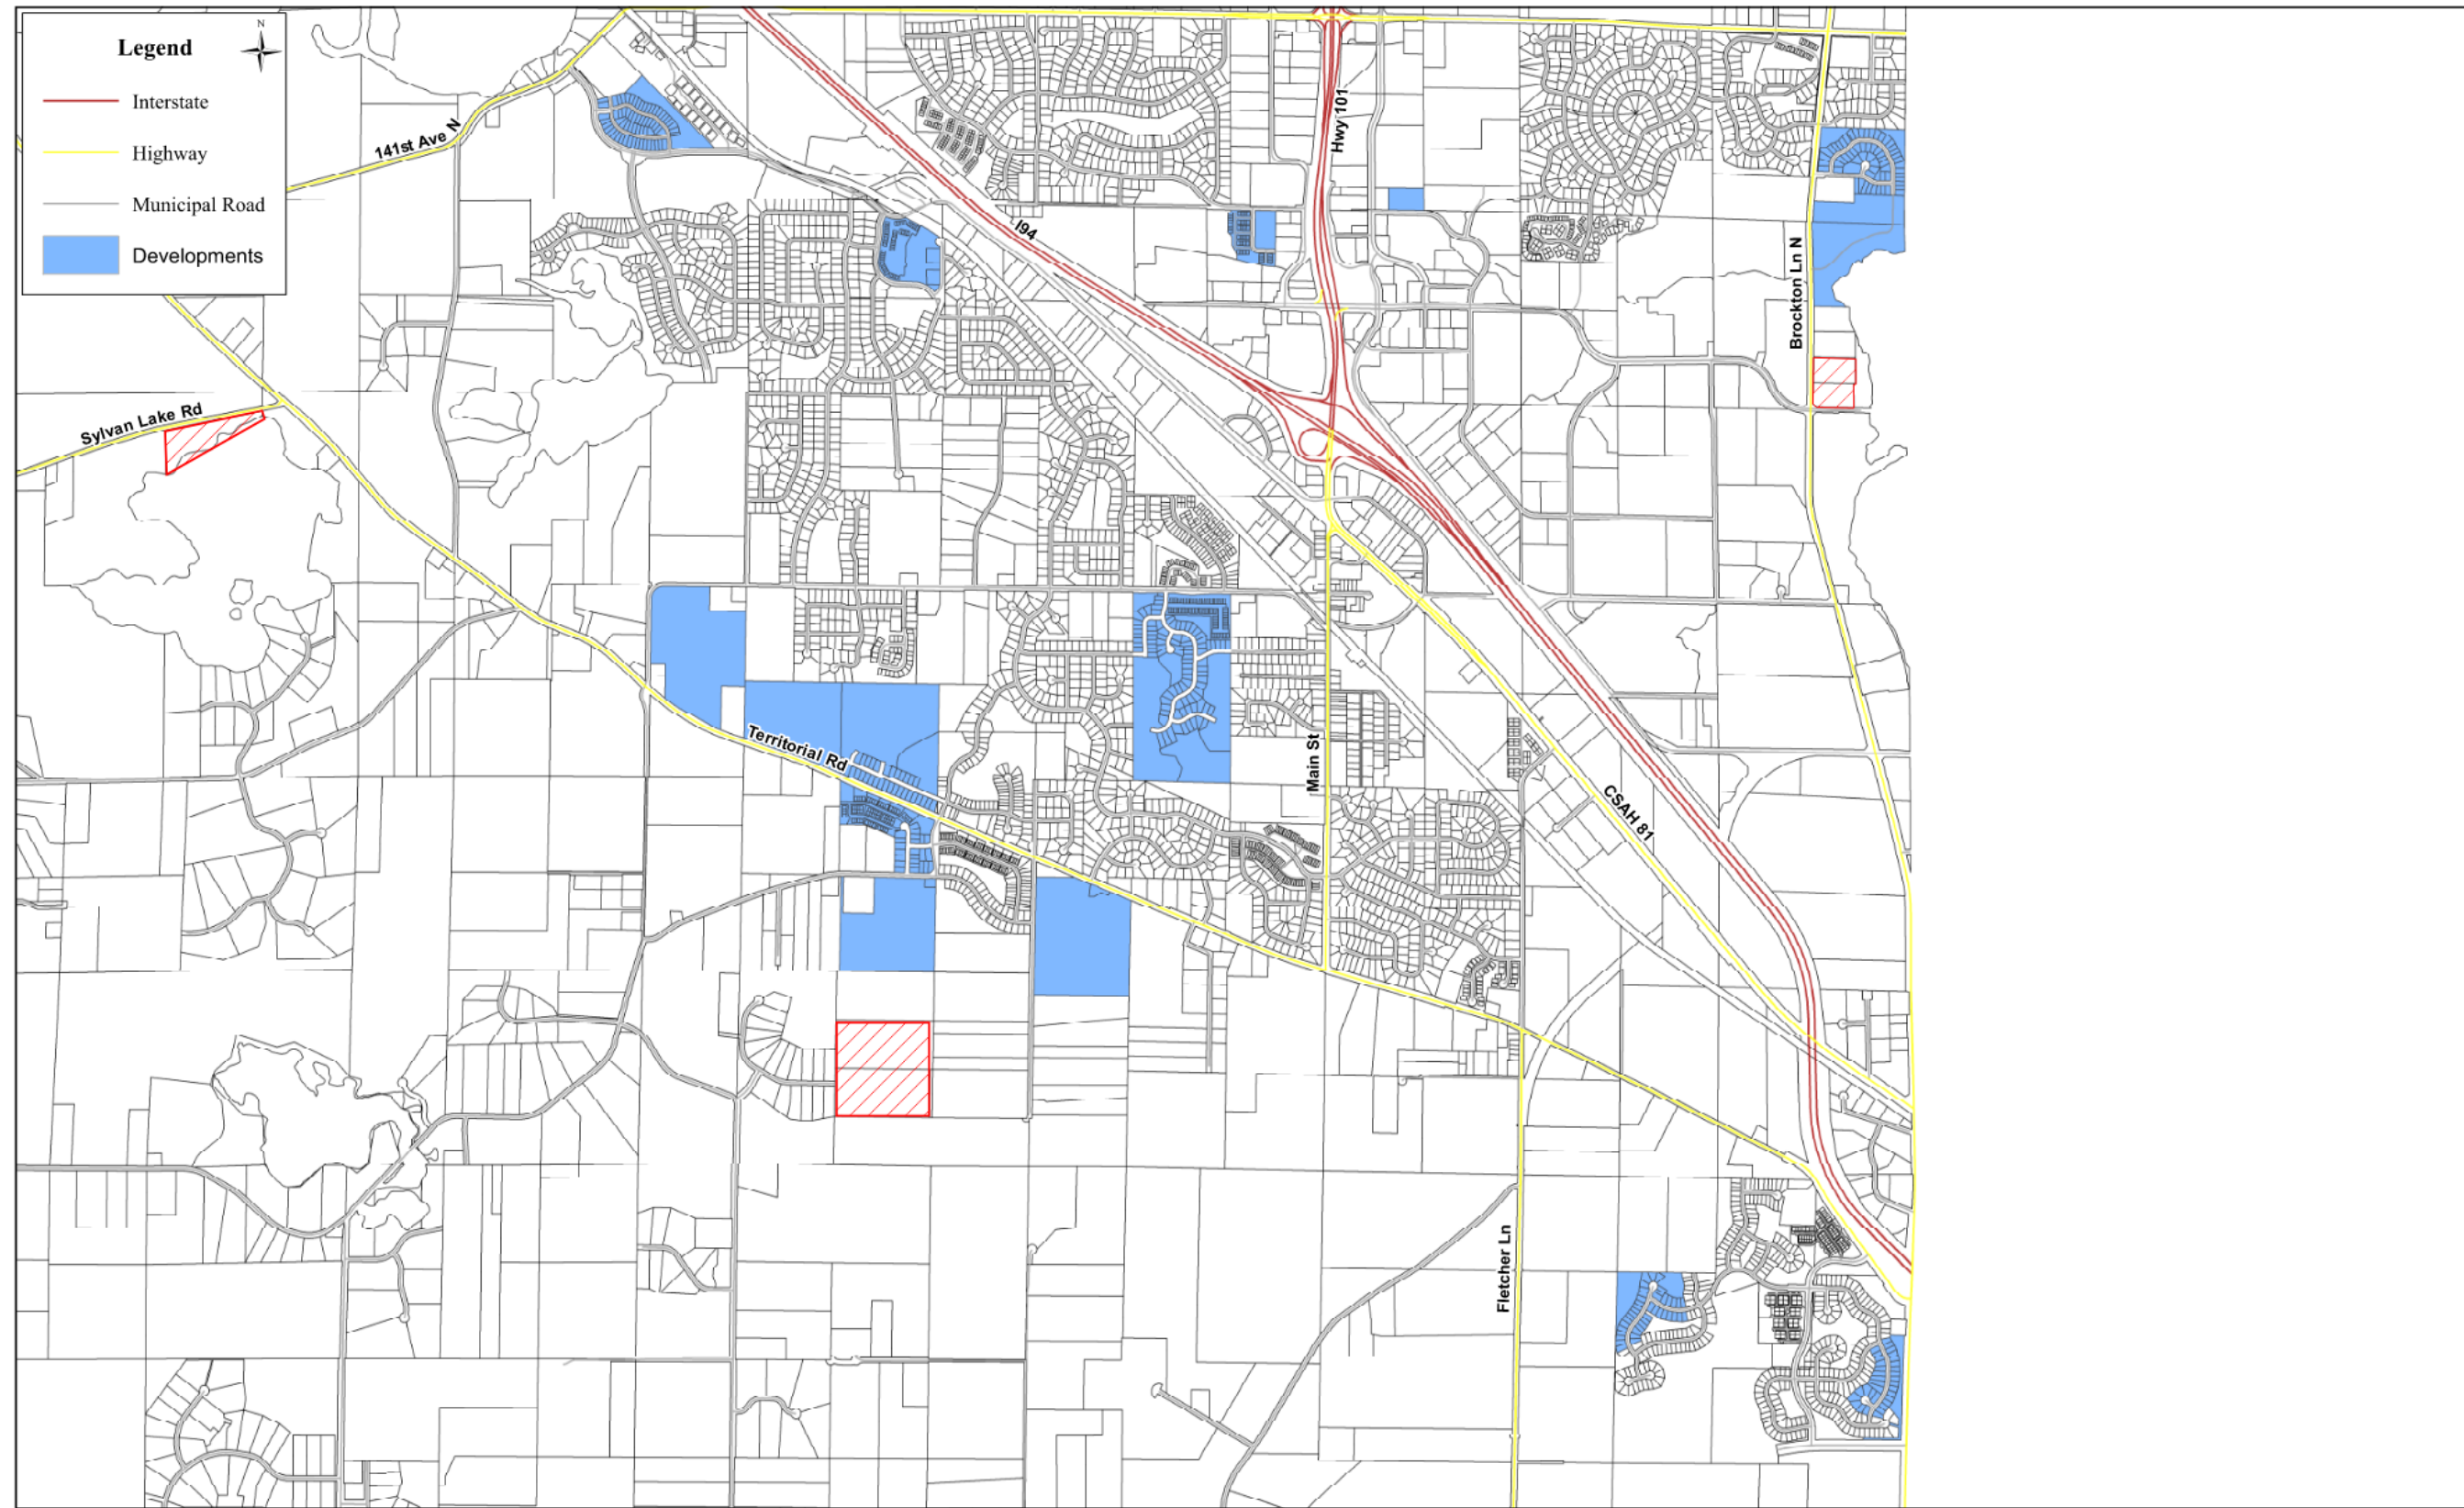 N
Legend
Interstate
Highway
Municipal Road
Developments
141st Ave N
Hwy 101
I94
Brockton Ln N
Sylvan Lake Rd
Territorial Rd
Main St
CSAH 81
Fletcher Ln